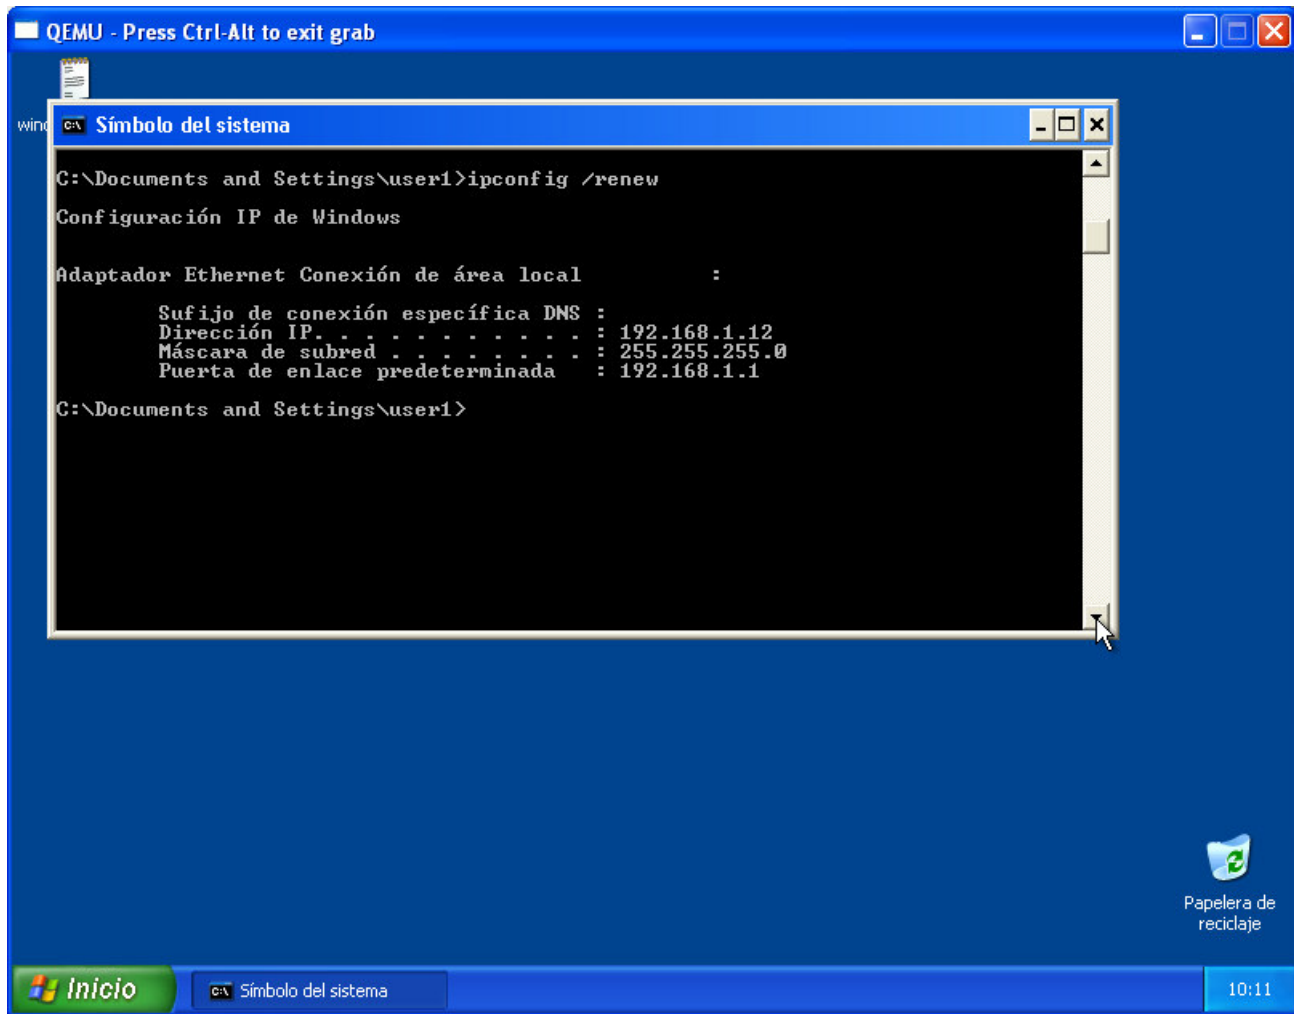 QEMU - Press Ctrl-Alt to exit grab
wind
Símbolo del sistema
C:\Documents and Settings\user1>ipconfig /renew
Configuración IP de Windows
Adaptador Ethernet Conexión de área local          :
Sufijo de conexión específica DNS :
Dirección IP. . . . . . . . . . . : 192.168.1.12
Máscara de subred . . . . . . . . : 255.255.255.0
Puerta de enlace predeterminada   : 192.168.1.1
C:\Documents and Settings\user1>
Papelera de
reciclaje
Inicio
Símbolo del sistema
10:11